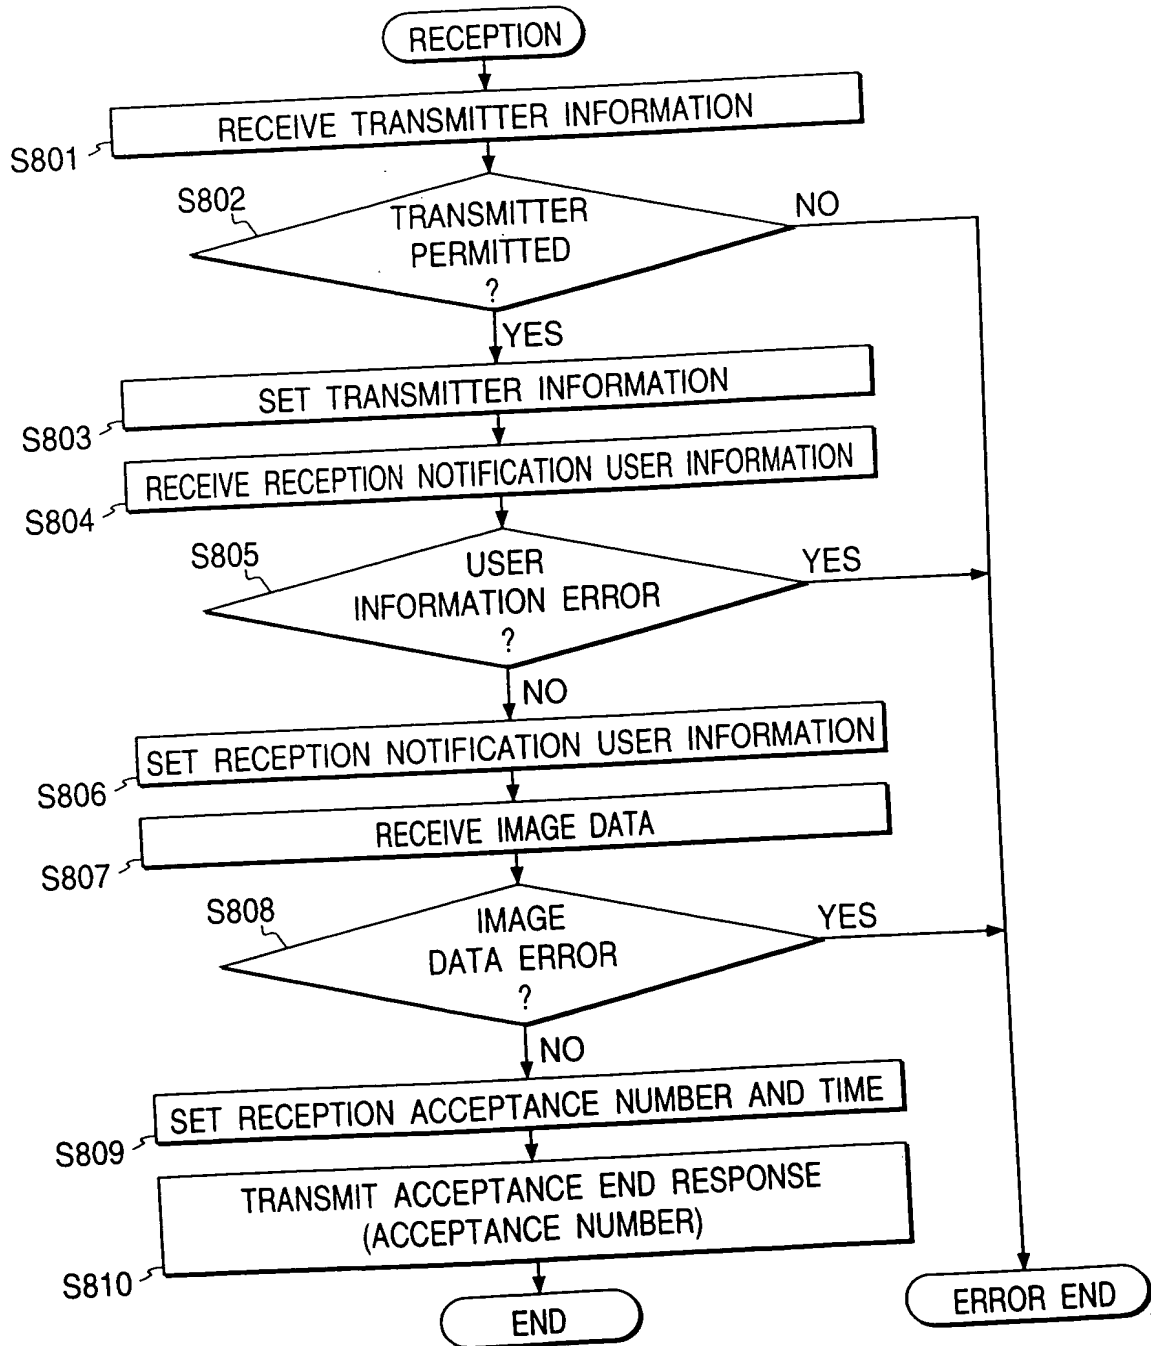 RECEPTION
RECEIVE TRANSMITTER INFORMATION
S801
S802
TRANSMITTER
PERMITTED
?
NO
YES
SET TRANSMITTER INFORMATION
S803
RECEIVE RECEPTION NOTIFICATION USER INFORMATION
S804
S805
USER
INFORMATION ERROR
?
YES
NO
SET RECEPTION NOTIFICATION USER INFORMATION
S806
RECEIVE IMAGE DATA
S807
S808
IMAGE
DATA ERROR
?
YES
NO
SET RECEPTION ACCEPTANCE NUMBER AND TIME
S809
TRANSMIT ACCEPTANCE END RESPONSE
(ACCEPTANCE NUMBER)
S810
END
ERROR END